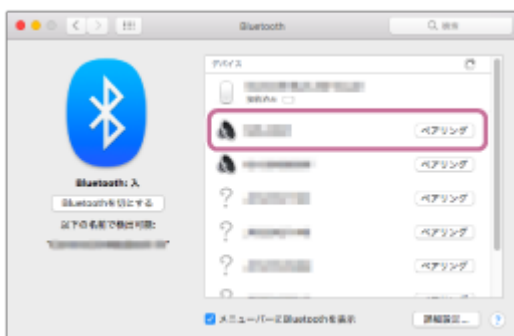 Bluetooth
検索
デバイス
接続済み
ペアリング
ペアリング
Bluetooth: 入
Bluetoothを切にする
ペアリング
以下の名前で検出可能:
ペアリング
ペアリング
メニューバーにBluetoothを表示
詳細設定...
?